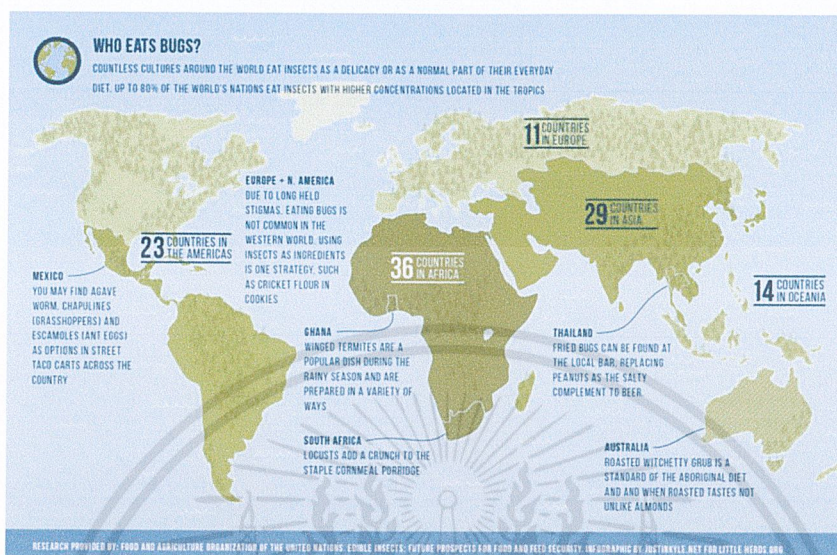 WHO EATS BUGS?
COUNTLESS CULTURES AROUND THE WORLD EAT INSECTS AS A DELICACY OR AS A NORMAL PART OF THEIR EVERYDAY
DIET. UP TO 80% OF THE WORLD'S NATIONS EAT INSECTS WITH HIGHER CONCENTRATIONS LOCATED IN THE TROPICS
11 COUNTRIES
IN EUROPE
EUROPE + N. AMERICA
DUE TO LONG HELD
STIGMAS, EATING BUGS IS
NOT COMMON IN THE
WESTERN WORLD. USING
INSECTS AS INGREDIENTS
IS ONE STRATEGY, SUCH
AS CRICKET FLOUR IN
COOKIES
29 COUNTRIES
IN ASIA
23 COUNTRIES IN
THE AMERICAS
36 COUNTRIES
IN AFRICA
14 COUNTRIES
IN OCEANIA
MEXICO
YOU MAY FIND AGAVE
WORM, CHAPULINES
(GRASSHOPPERS) AND
ESCAMOLES (ANT EGGS)
AS OPTIONS IN STREET
TACO CARTS ACROSS THE
COUNTRY
GHANA
WINGED TERMITES ARE A
POPULAR DISH DURING THE
RAINY SEASON AND ARE
PREPARED IN A VARIETY OF
WAYS
THAILAND
FRIED BUGS CAN BE FOUND AT
THE LOCAL BAR, REPLACING
PEANUTS AS THE SALTY
COMPLEMENT TO BEER.
SOUTH AFRICA
LOCUSTS ADD A CRUNCH TO THE
STAPLE CORNMEAL PORRIDGE
AUSTRALIA
ROASTED WITCHETTY GRUB IS A
STANDARD OF THE ABORIGINAL DIET
AND AND WHEN ROASTED TASTES NOT
UNLIKE ALMONDS
RESEARCH PROVIDED BY: FOOD AND AGRICULTURE ORGANIZATION OF THE UNITED NATIONS. EDIBLE INSECTS: FUTURE PROSPECTS FOR FOOD AND FEED SECURITY. INFOGRAPHIC BY JUSTINKYLE.NET FOR LITTLE HERDS.ORG